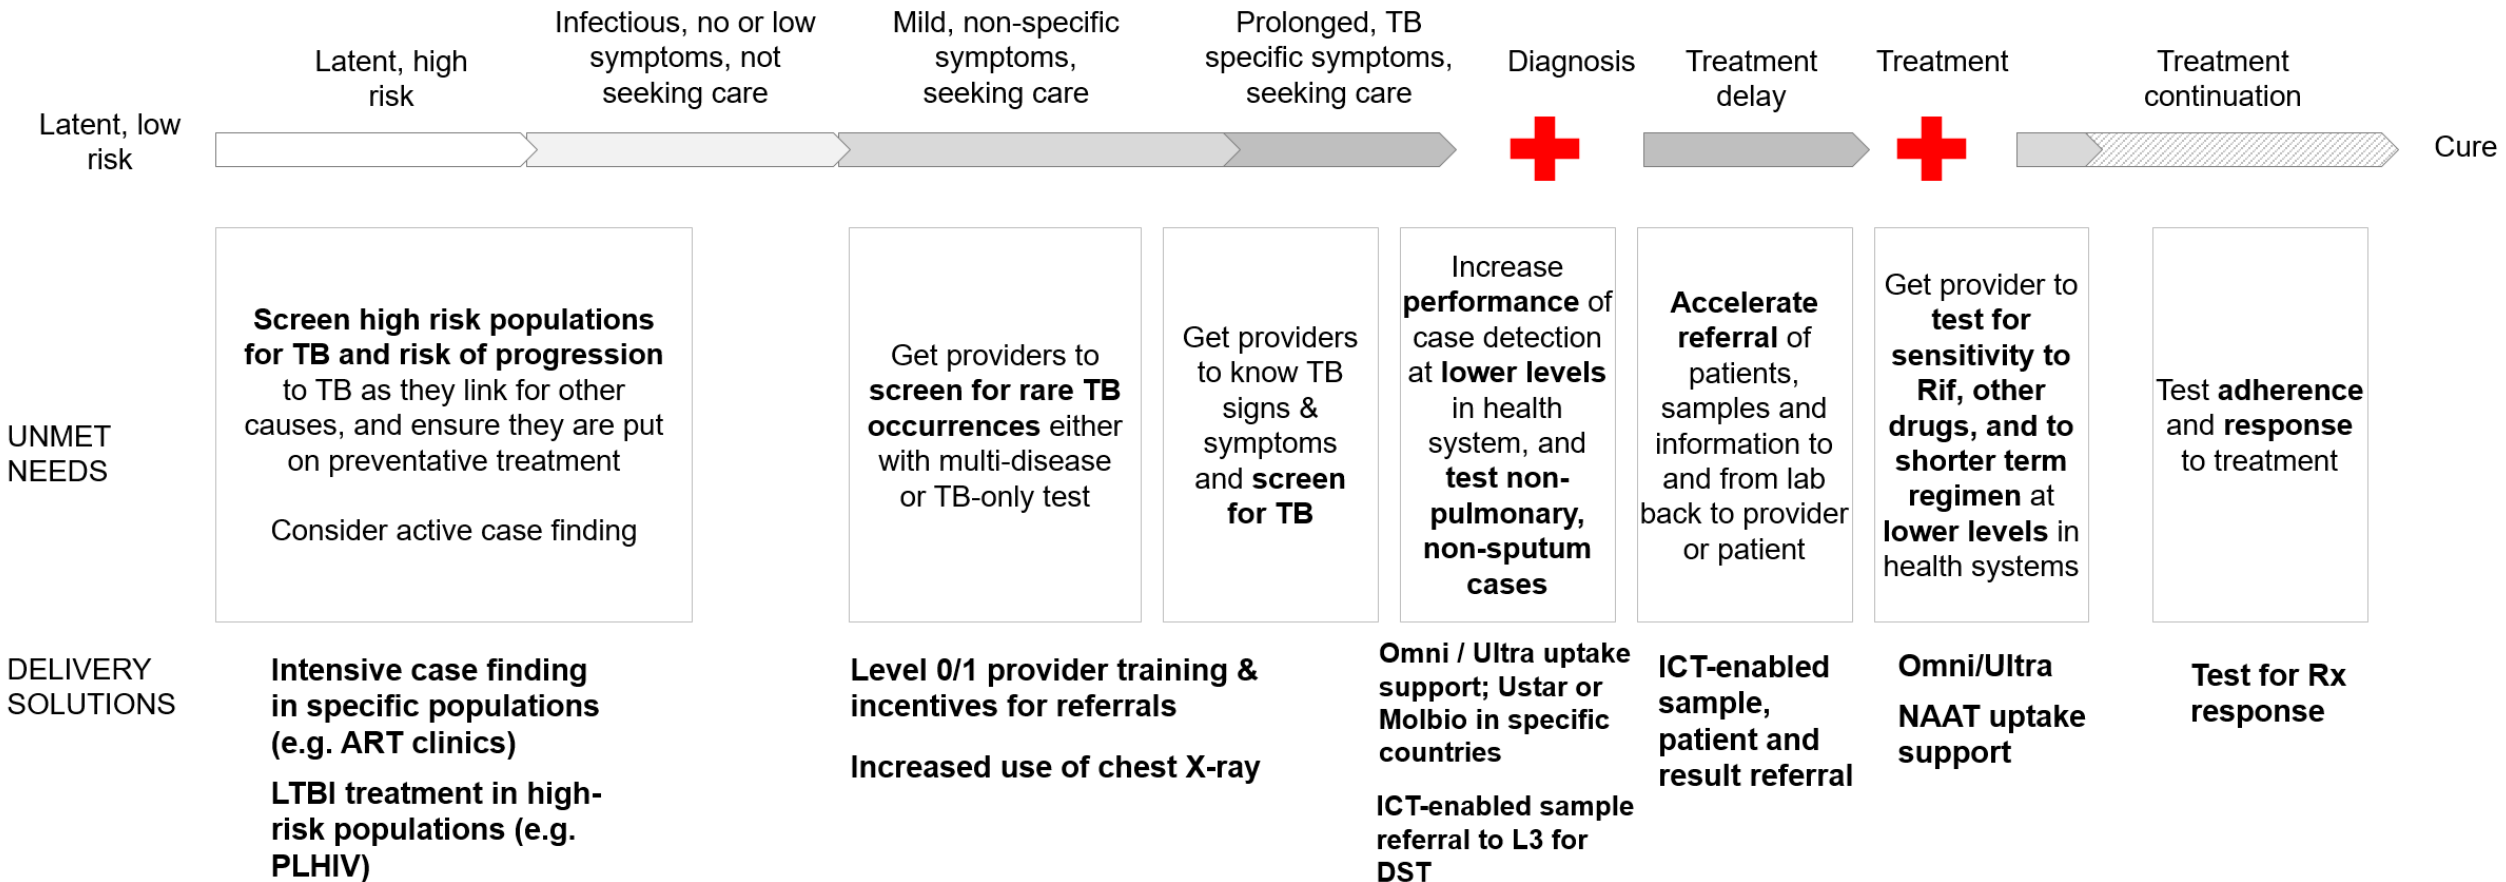 Latent, low
risk
Latent, high
risk
Infectious, no or low
symptoms, not
seeking care
Mild, non-specific
symptoms,
seeking care
Prolonged, TB
specific symptoms,
seeking care
Diagnosis
Treatment
delay
Treatment
Treatment
continuation
Cure
UNMET
NEEDS
Screen high risk populations
for TB and risk of progression
to TB as they link for other
causes, and ensure they are put
on preventative treatment
Consider active case finding
Get providers to
screen for rare TB
occurrences either
with multi-disease
or TB-only test
Get providers
to know TB
signs &
symptoms
and screen
for TB
Increase
performance of
case detection
at lower levels
in health
system, and
test non-
pulmonary,
non-sputum
cases
Accelerate
referral of
patients,
samples and
information to
and from lab
back to provider
or patient
Get provider to
test for
sensitivity to
Rif, other
drugs, and to
shorter term
regimen at
lower levels in
health systems
Test adherence
and response
to treatment
DELIVERY
SOLUTIONS
Intensive case finding
in specific populations
(e.g. ART clinics)
LTBI treatment in high-
risk populations (e.g.
PLHIV)
Level 0/1 provider training &
incentives for referrals
Increased use of chest X-ray
Omni / Ultra uptake
support; Ustar or
Molbio in specific
countries
ICT-enabled sample
referral to L3 for
DST
ICT-enabled
sample,
patient and
result referral
Omni/Ultra
NAAT uptake
support
Test for Rx
response